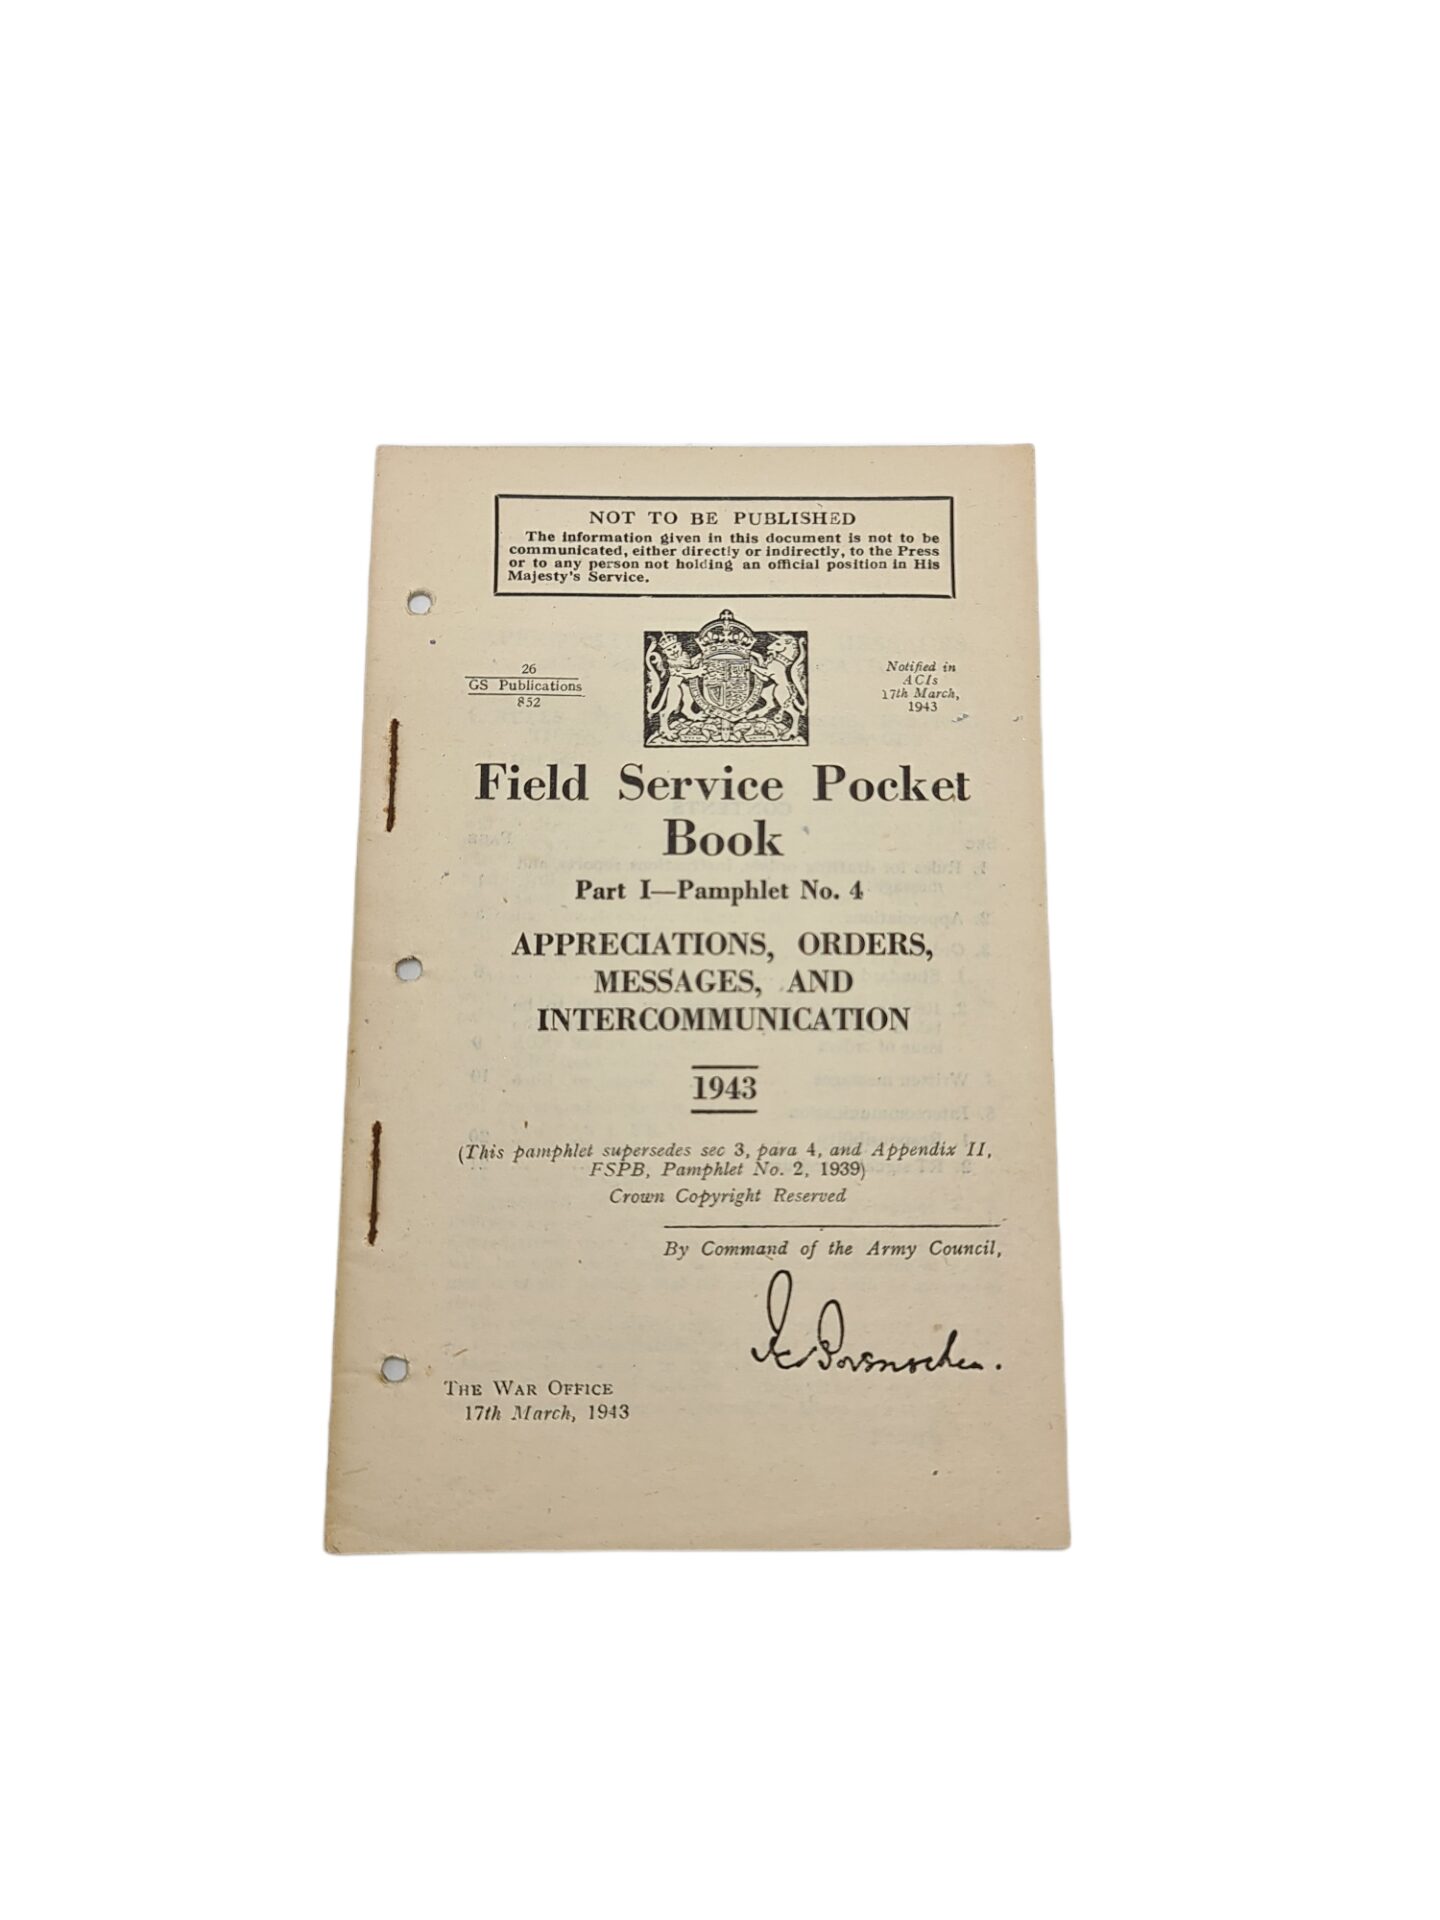 NOT TO BE PUBLISHED
The information given in this document is not to be
communicated, either directly or indirectly, to the Press
or to any person not holding an official position in His
Majesty's Service.
26
GS Publications
852
Notified in
ACIs
17th March,
1943
Field Service Pocket
Book
Part I—Pamphlet No. 4
APPRECIATIONS, ORDERS,
MESSAGES, AND
INTERCOMMUNICATION
1943
(This pamphlet supersedes sec 3, para 4, and Appendix II,
FSPB, Pamphlet No. 2, 1939)
Crown Copyright Reserved
By Command of the Army Council,
THE WAR OFFICE
17th March, 1943